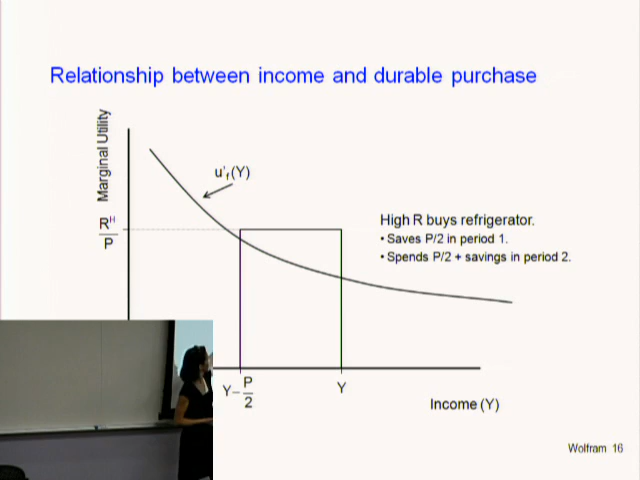 Relationship between income and durable purchase
Marginal Utility
u'f(Y)
R^H
P
High R buys refrigerator.
• Saves P/2 in period 1.
• Spends P/2 + savings in period 2.
Y–
P
2
Y
Income (Y)
Wolfram 16